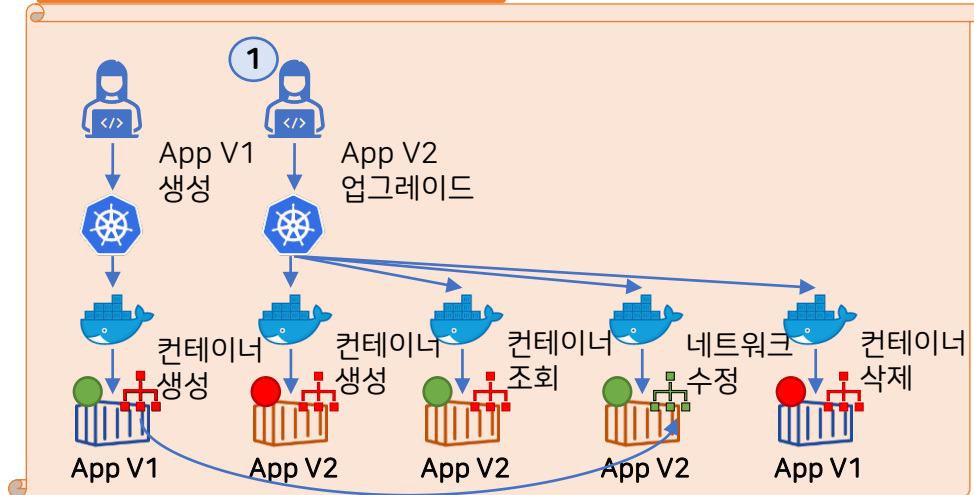 1
App V1
생성
App V2
업그레이드
컨테이너
생성
컨테이너
생성
컨테이너
조회
네트워크
수정
컨테이너
삭제
App V1
App V2
App V2
App V2
App V1